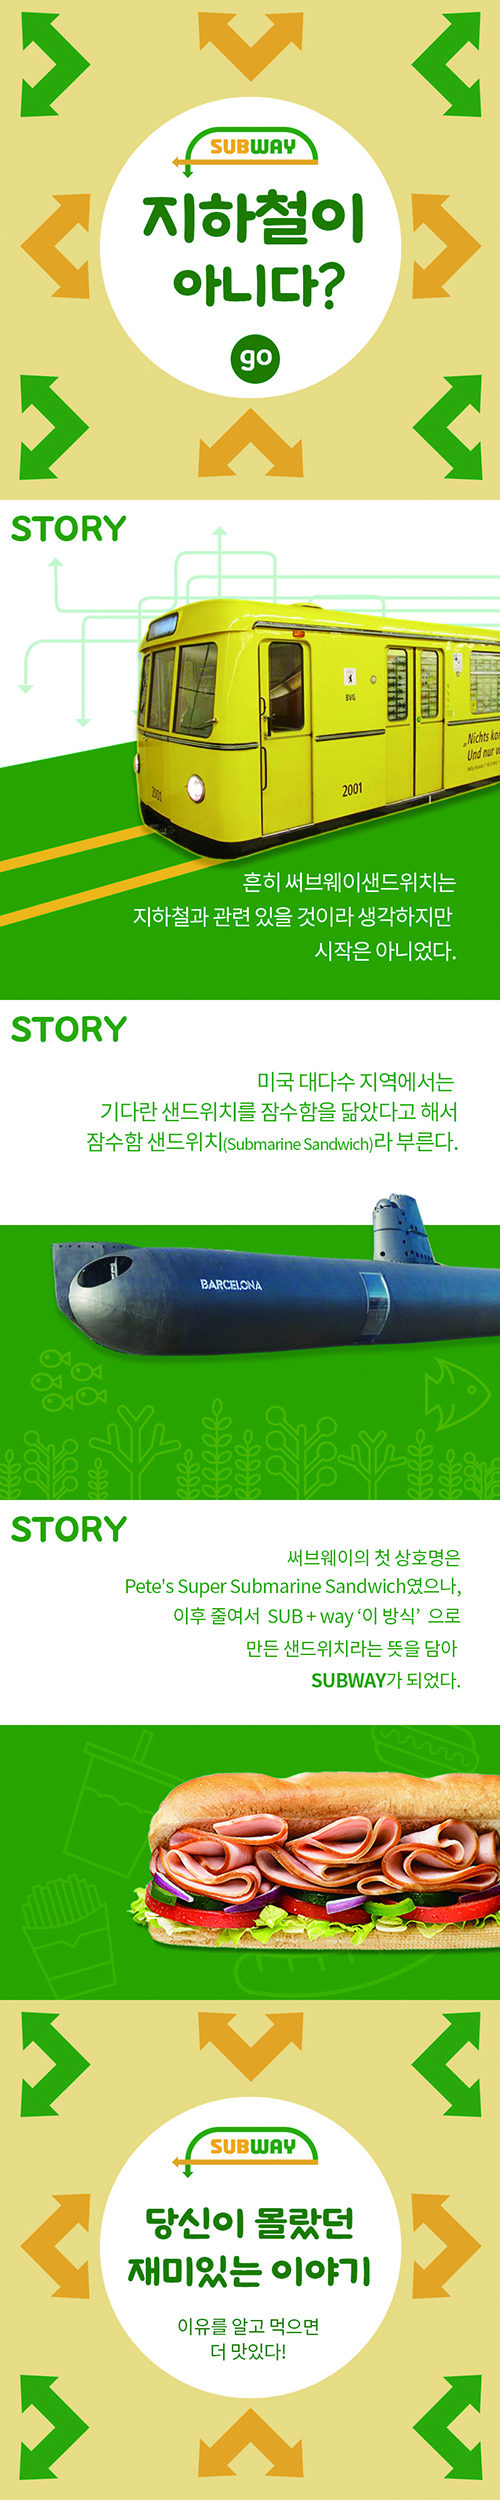 SUBWAY
지하철이
아니다?
go
STORY
BVG
2001
2001
„Nichts
Und nur
흔히 써브웨이샌드위치는
지하철과 관련 있을 것이라 생각하지만
시작은 아니었다.
STORY
미국 대다수 지역에서는
기다란 샌드위치를 잠수함을 닮았다고 해서
잠수함 샌드위치(Submarine Sandwich)라 부른다.
BARCELONA
STORY
써브웨이의 첫 상호명은
Pete's Super Submarine Sandwich였으나,
이후 줄여서 SUB + way ‘이 방식’ 으로
만든 샌드위치라는 뜻을 담아
SUBWAY가 되었다.
SUBWAY
당신이 몰랐던
재미있는 이야기
이유를 알고 먹으면
더 맛있다!